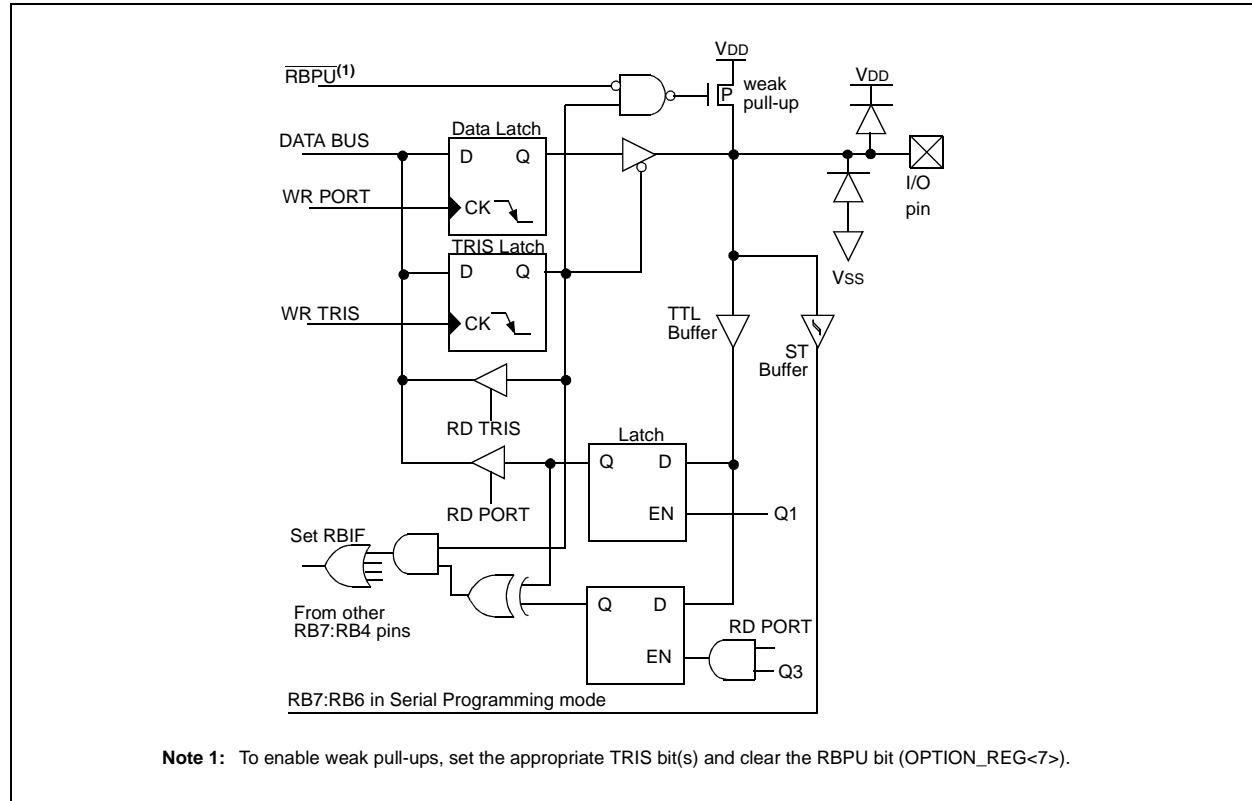 VDD
RBPU(1)
VDD
weak
pull-up
P
Data Latch
DATA BUS
D Q
WR PORT
CK
I/O
pin
TRIS Latch
D Q
VSS
WR TRIS
CK
TTL
Buffer
ST
Buffer
RD TRIS
Latch
Q D
RD PORT
EN
Q1
Set RBIF
From other
RB7:RB4 pins
Q D
RD PORT
EN
Q3
RB7:RB6 in Serial Programming mode
Note 1: To enable weak pull-ups, set the appropriate TRIS bit(s) and clear the RBPU bit (OPTION_REG<7>).